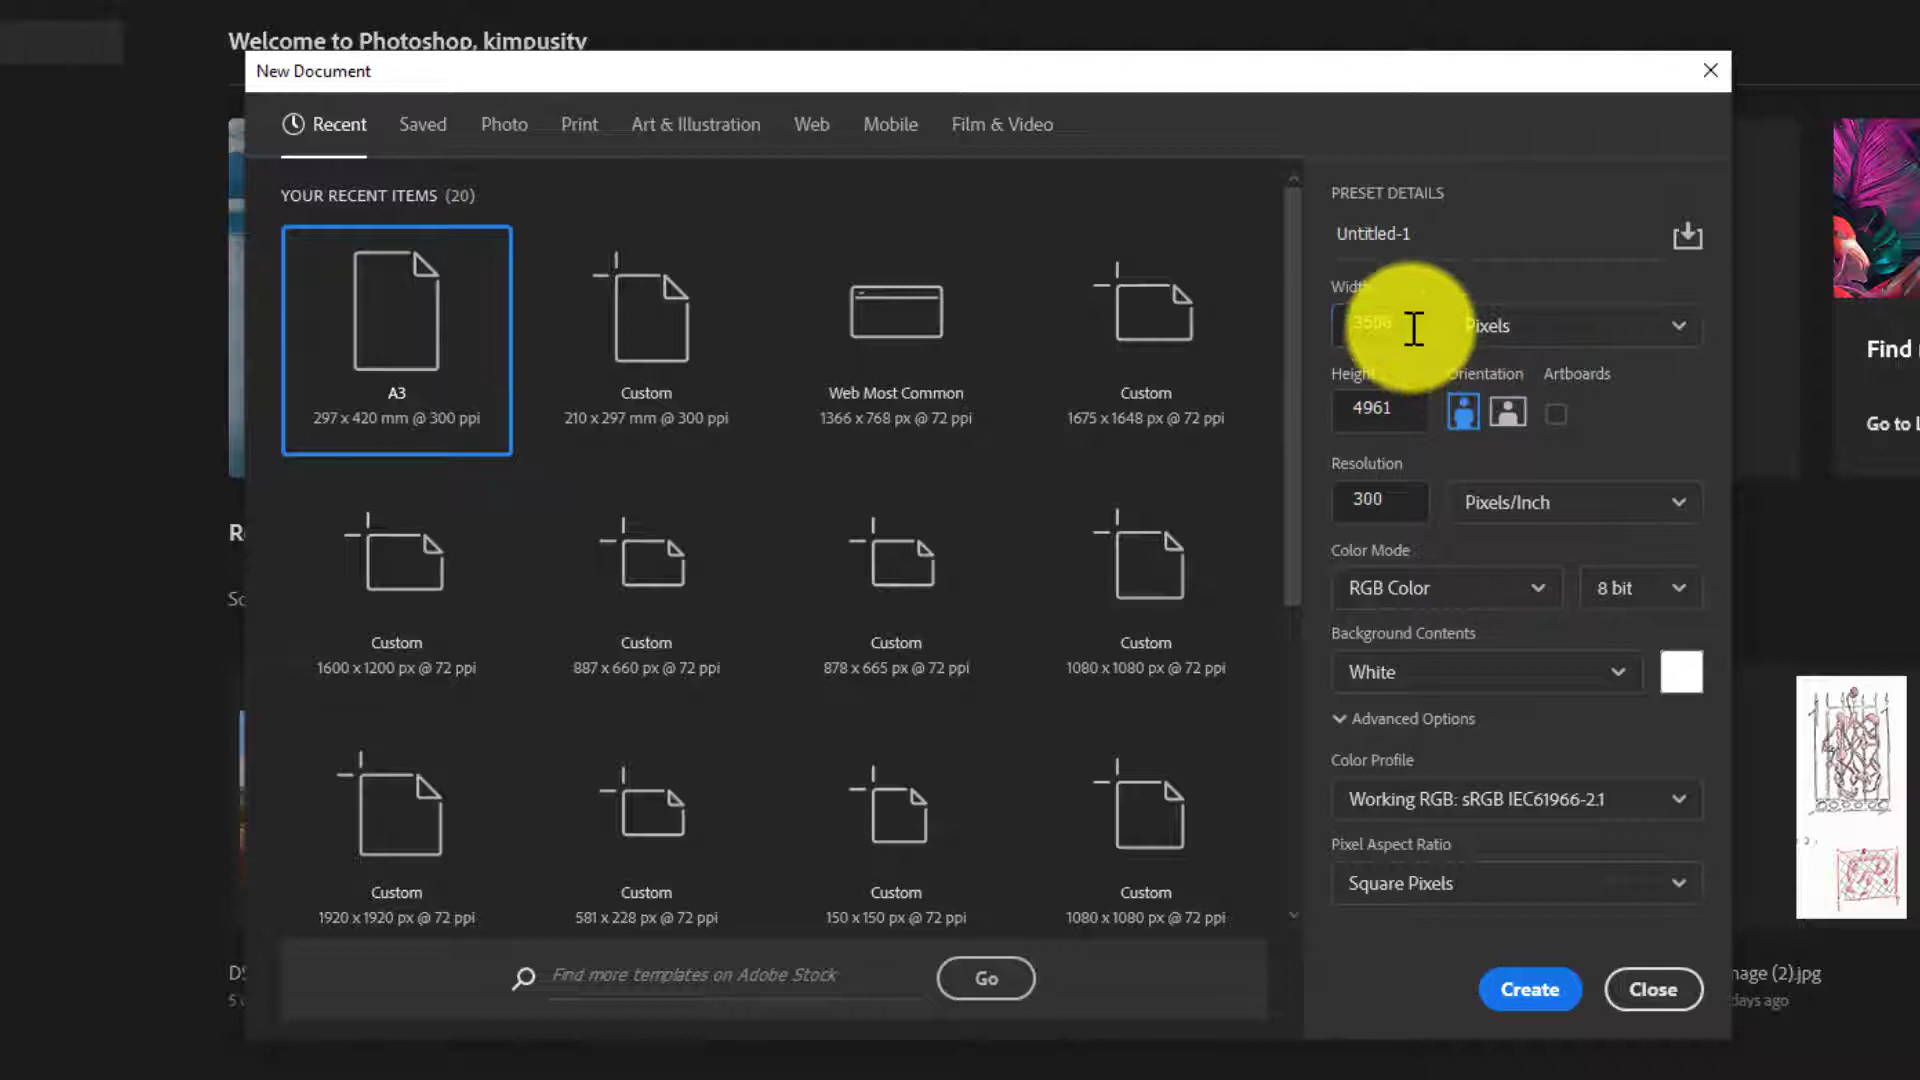 Welcome to Photoshop, kimpusity
New Document
Recent Saved Photo Print Art & Illustration Web Mobile Film & Video
YOUR RECENT ITEMS (20)
A3
297 x 420 mm @ 300 ppi
Custom
210 x 297 mm @ 300 ppi
Web Most Common
1366 x 768 px @ 72 ppi
Custom
1675 x 1648 px @ 72 ppi
Custom
1600 x 1200 px @ 72 ppi
Custom
887 x 660 px @ 72 ppi
Custom
878 x 665 px @ 72 ppi
Custom
1080 x 1080 px @ 72 ppi
Custom
1920 x 1920 px @ 72 ppi
Custom
581 x 228 px @ 72 ppi
Custom
150 x 150 px @ 72 ppi
Custom
1080 x 1080 px @ 72 ppi
Find more templates on Adobe Stock
Go
PRESET DETAILS
Untitled-1
Width
3508 Pixels
Height Orientation Artboards
4961
Resolution
300 Pixels/Inch
Color Mode
RGB Color 8 bit
Background Contents
White
Advanced Options
Color Profile
Working RGB: sRGB IEC61966-2.1
Pixel Aspect Ratio
Square Pixels
Create Close
Find
Go to
(2).jpg
days ago